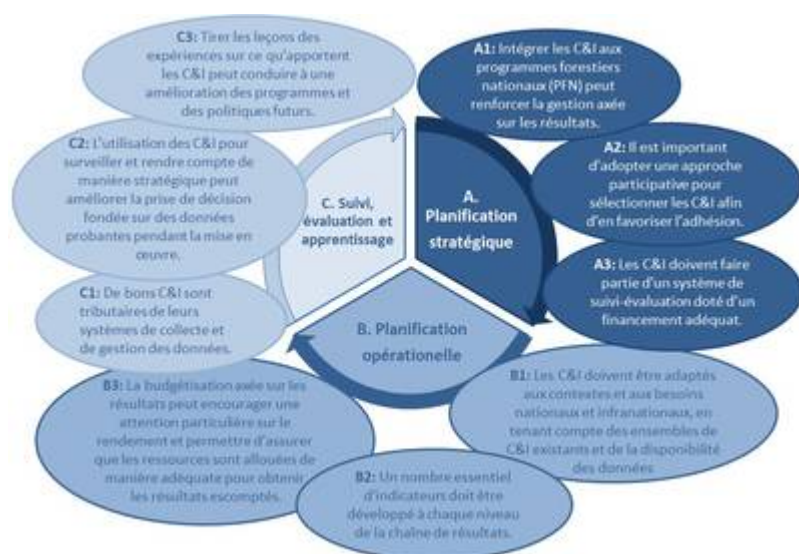 A1: Intégrer les C&I aux
programmes forestiers
nationaux (PFN) peut
renforcer la gestion axée
sur les résultats.
A2: Il est important
d'adopter une approche
participative pour
sélectionner les C&I afin
d'en favoriser l'adhésion.
A3: Les C&I doivent faire
partie d'un système de
suivi-évaluation doté d'un
financement adéquat.
A.
Planification
stratégique
B. Planification
opérationelle
B1: Les C&I doivent être adaptés
aux contextes et aux besoins
nationaux et infranationaux, en
tenant compte des ensembles de
C&I existants et de la disponibilité
des données
B2: Un nombre essentiel
d'indicateurs doit être
développé à chaque niveau
de la chaîne de résultats.
B3: La budgétisation axée sur les
résultats peut encourager une
attention particulière sur le
rendement et permettre d'assurer
que les ressources sont allouées de
manière adéquate pour obtenir
les résultats escomptés.
C. Suivi,
évaluation et
apprentissage
C1: De bons C&I sont
tributaires de leurs
systèmes de collecte et
de gestion des données.
C2: L'utilisation des C&I pour
surveiller et rendre compte de
manière stratégique peut
améliorer la prise de décision
fondée sur des données
probantes pendant la mise en
œuvre.
C3: Tirer les leçons des
expériences sur ce qu'apportent
les C&I peut conduire à une
amélioration des programmes et
des politiques futurs.